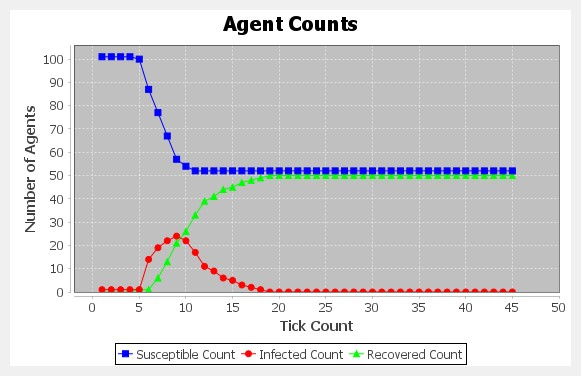 Agent Counts
Number of Agents
100
90
80
70
60
50
40
30
20
10
0
0 5 10 15 20 25 30 35 40 45 50
Tick Count
Susceptible Count Infected Count Recovered Count